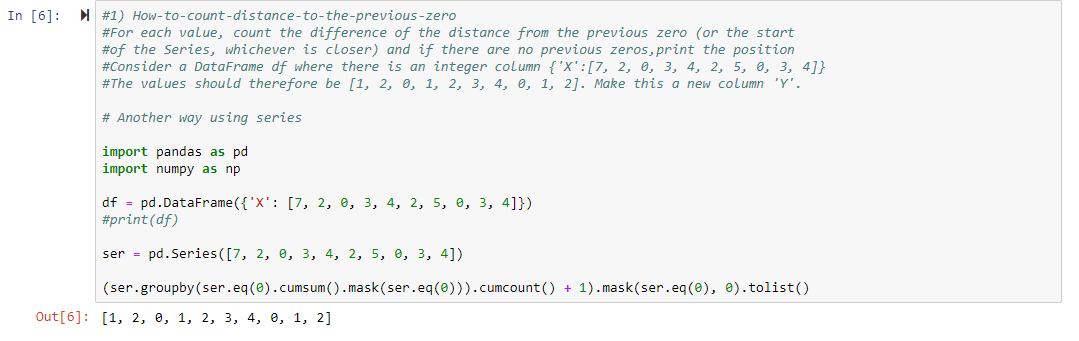 In [6]: #1) How-to-count-distance-to-the-previous-zero
#For each value, count the difference of the distance from the previous zero (or the start
#of the Series, whichever is closer) and if there are no previous zeros,print the position
#Consider a DataFrame df where there is an integer column {'X':[7, 2, 0, 3, 4, 2, 5, 0, 3, 4]}
#The values should therefore be [1, 2, 0, 1, 2, 3, 4, 0, 1, 2]. Make this a new column 'Y'.
# Another way using series
import pandas as pd
import numpy as np
df = pd.DataFrame({'X': [7, 2, 0, 3, 4, 2, 5, 0, 3, 4]})
#print(df)
ser = pd.Series([7, 2, 0, 3, 4, 2, 5, 0, 3, 4])
(ser.groupby(ser.eq(0).cumsum().mask(ser.eq(0))).cumcount() + 1).mask(ser.eq(0), 0).tolist()
Out[6]: [1, 2, 0, 1, 2, 3, 4, 0, 1, 2]